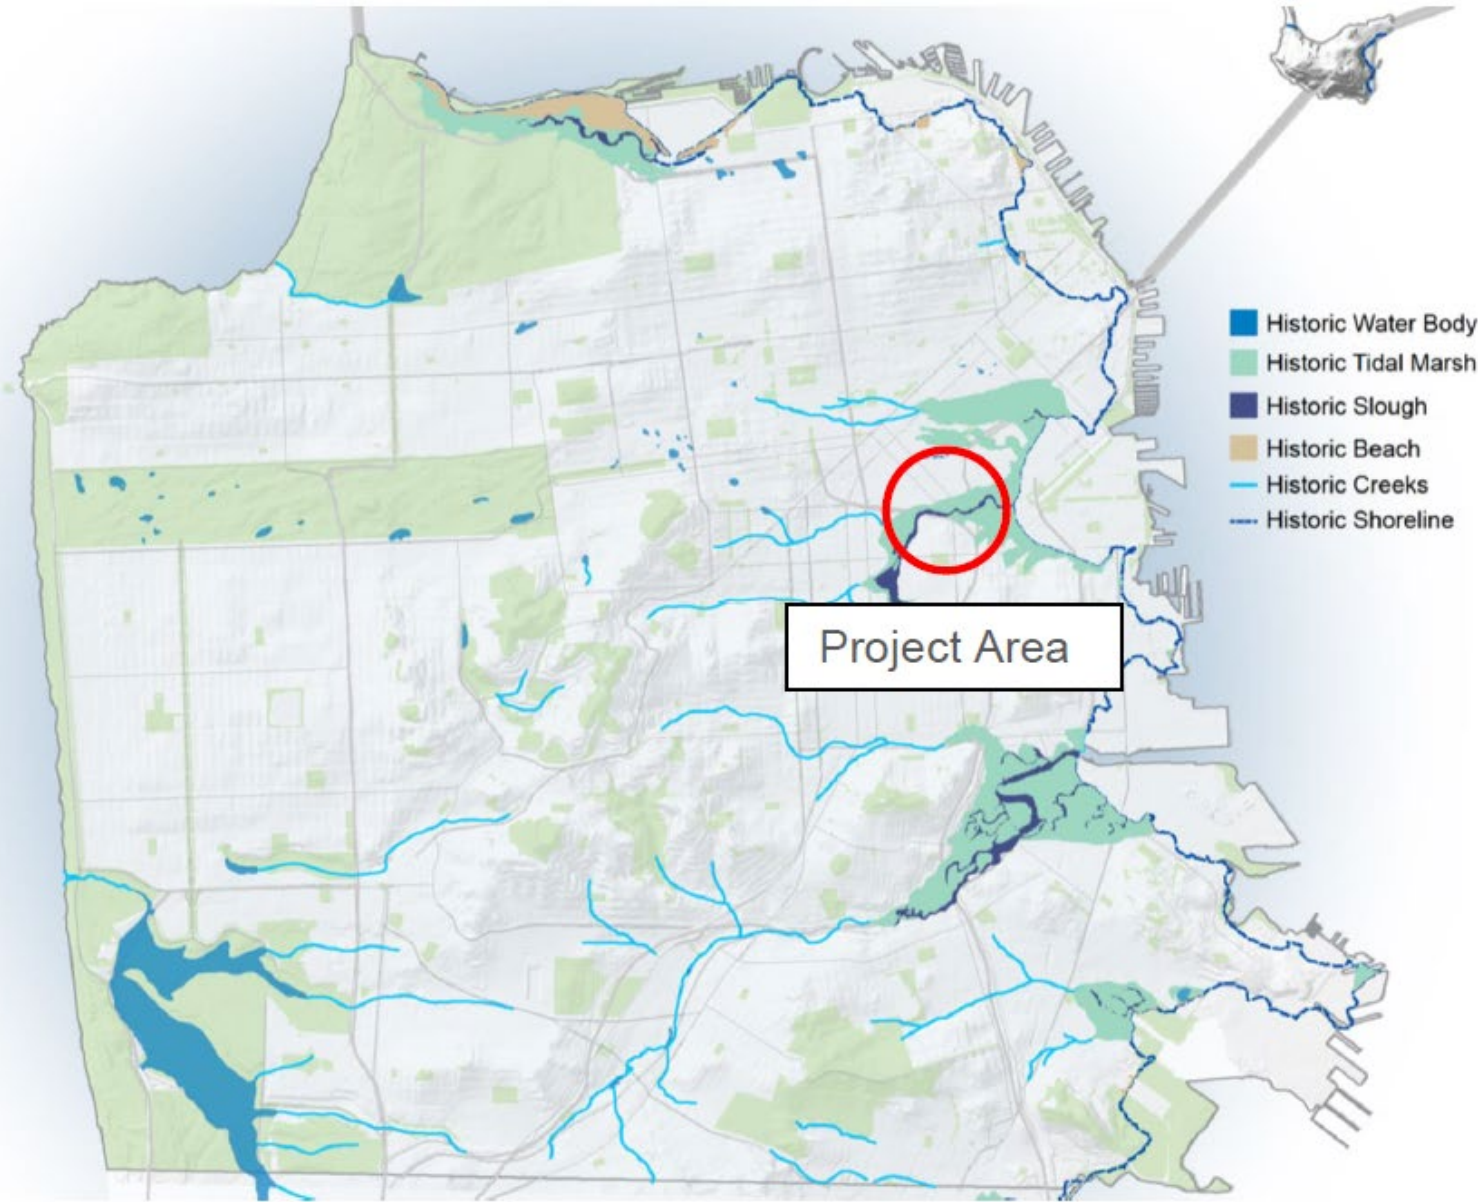 Historic Water Body
Historic Tidal Marsh
Historic Slough
Historic Beach
Historic Creeks
Historic Shoreline
Project Area